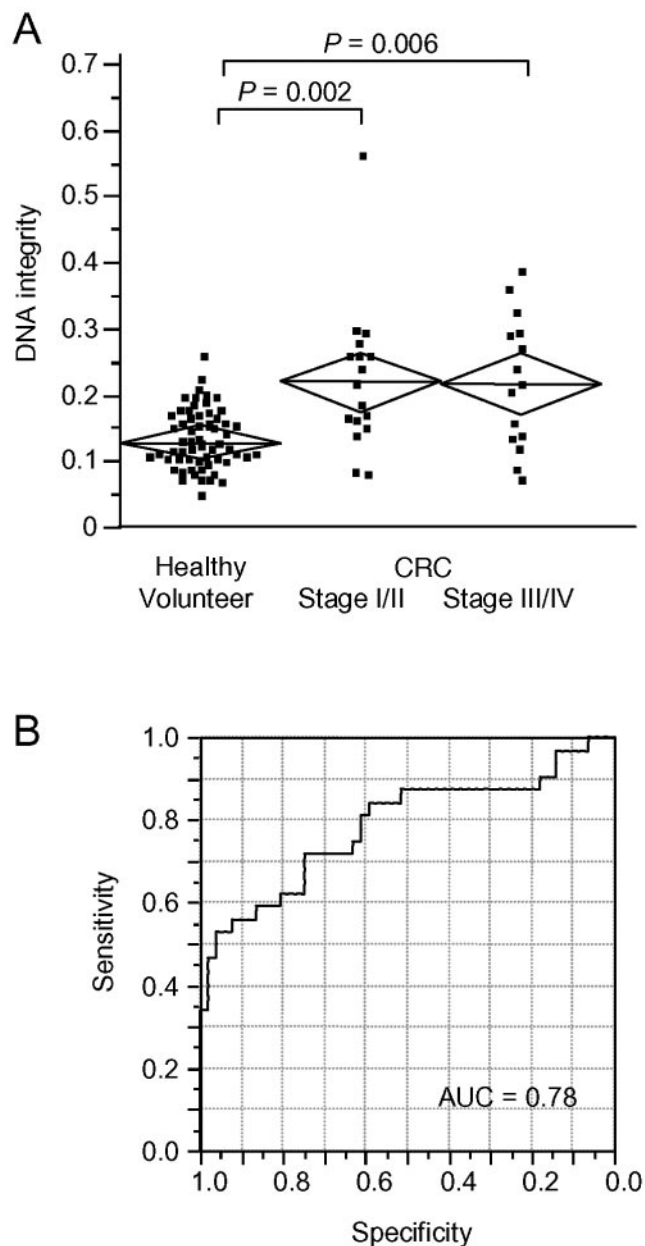 A
P = 0.006
P = 0.002
0.7
0.6
0.5
0.4
0.3
0.2
0.1
0
DNA integrity
Healthy
Volunteer
CRC
Stage I/II
Stage III/IV
B
1.0
0.8
0.6
0.4
0.2
0.0
Sensitivity
AUC = 0.78
1.0 0.8 0.6 0.4 0.2 0.0
Specificity